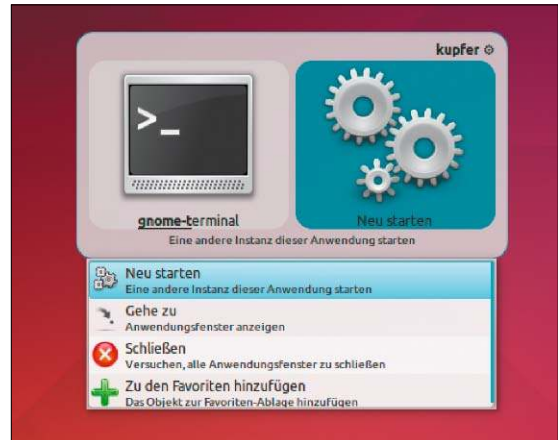 kupfer
>_
gnome-terminal
Neu starten
Eine andere Instanz dieser Anwendung starten
Neu starten
Eine andere Instanz dieser Anwendung starten
Gehe zu
Anwendungsfenster anzeigen
Schließen
Versuchen, alle Anwendungsfenster zu schließen
Zu den Favoriten hinzufügen
Das Objekt zur Favoriten-Ablage hinzufügen